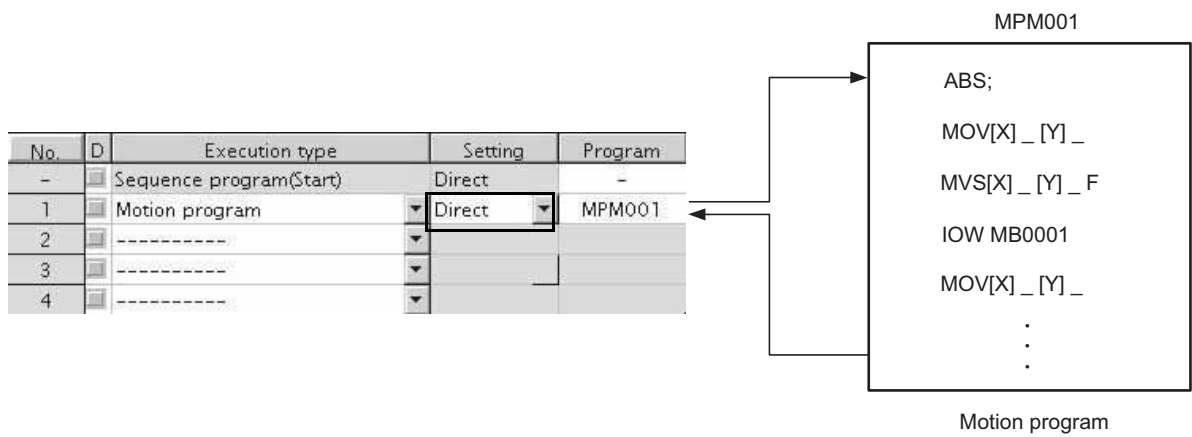 No. D Execution type Setting Program
– Sequence program(Start) Direct –
1 Motion program Direct MPM001
2 ----------
3 ----------
4 ----------
MPM001
ABS;
MOV[X] _ [Y] _
MVS[X] _ [Y] _ F
IOW MB0001
MOV[X] _ [Y] _
.
.
.
Motion program